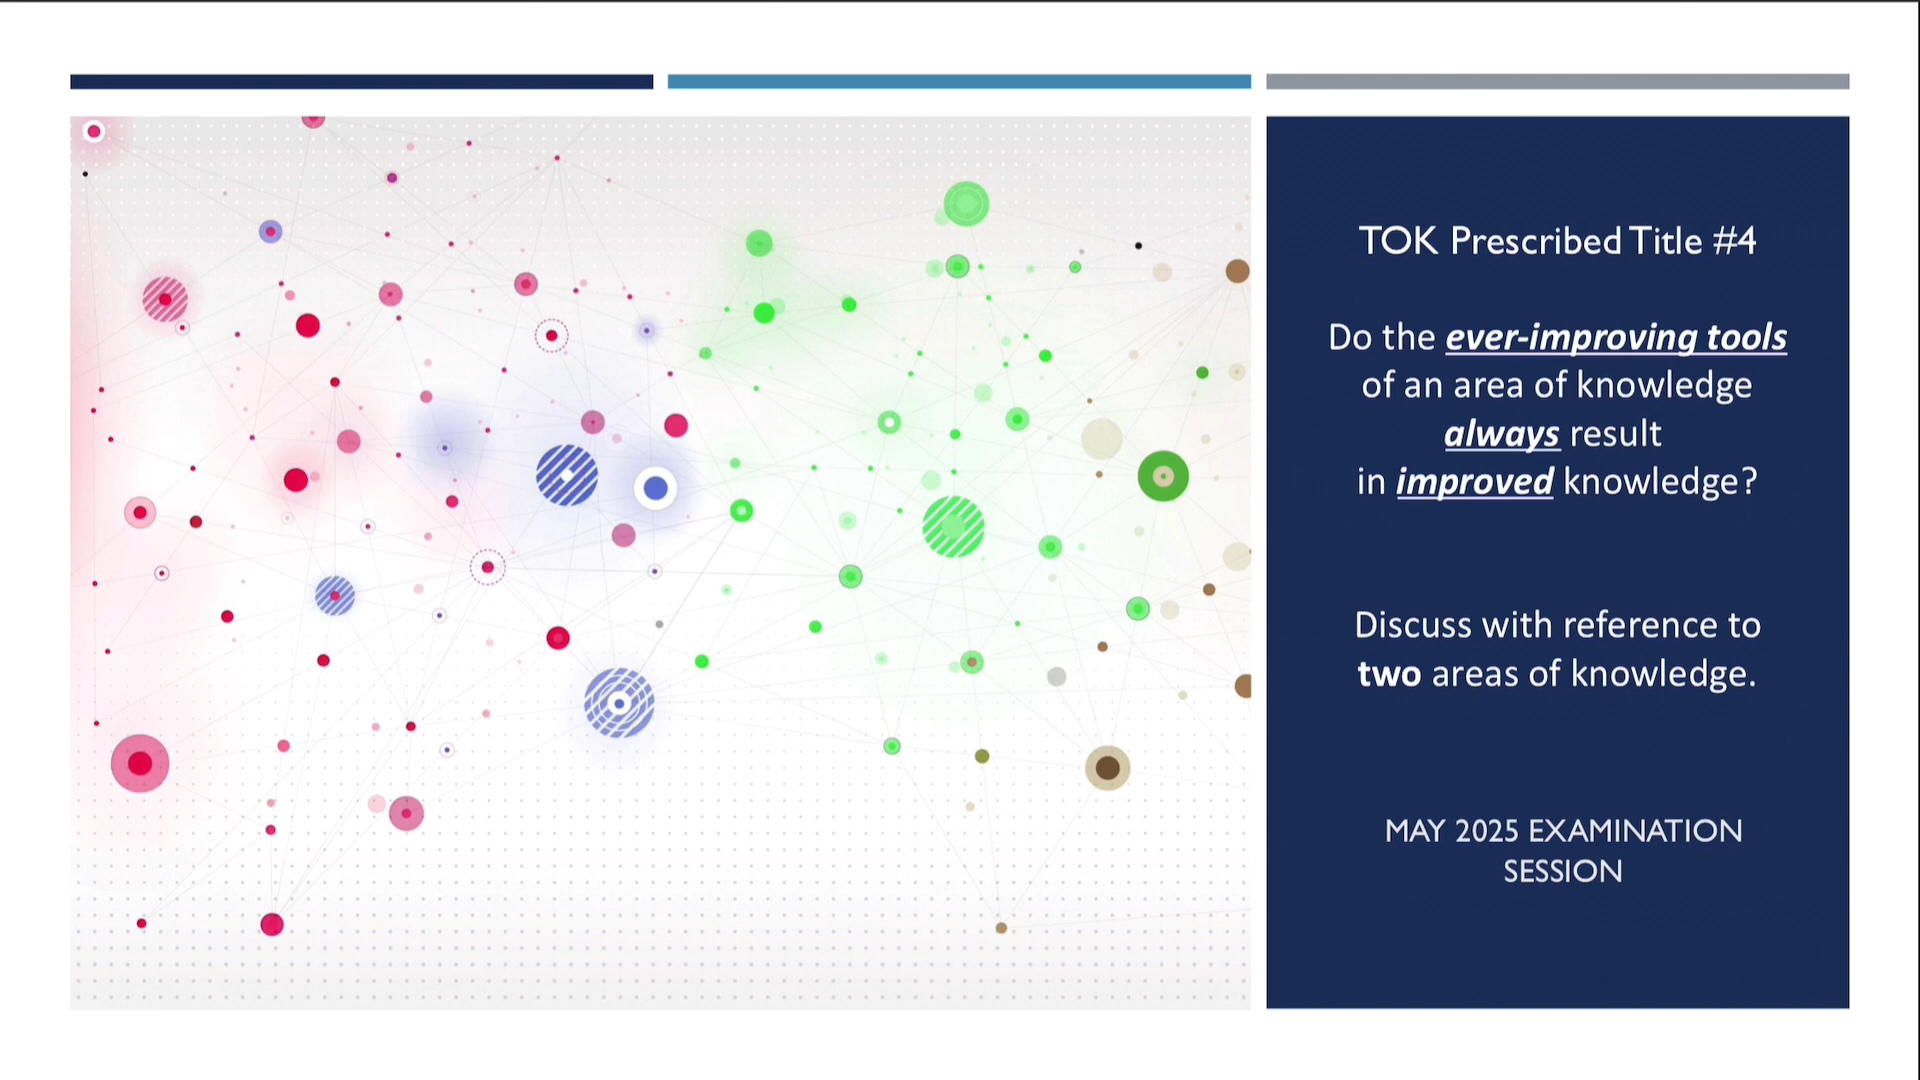 TOK Prescribed Title #4
Do the ever-improving tools
of an area of knowledge
always result
in improved knowledge?
Discuss with reference to
two areas of knowledge.
MAY 2025 EXAMINATION
SESSION